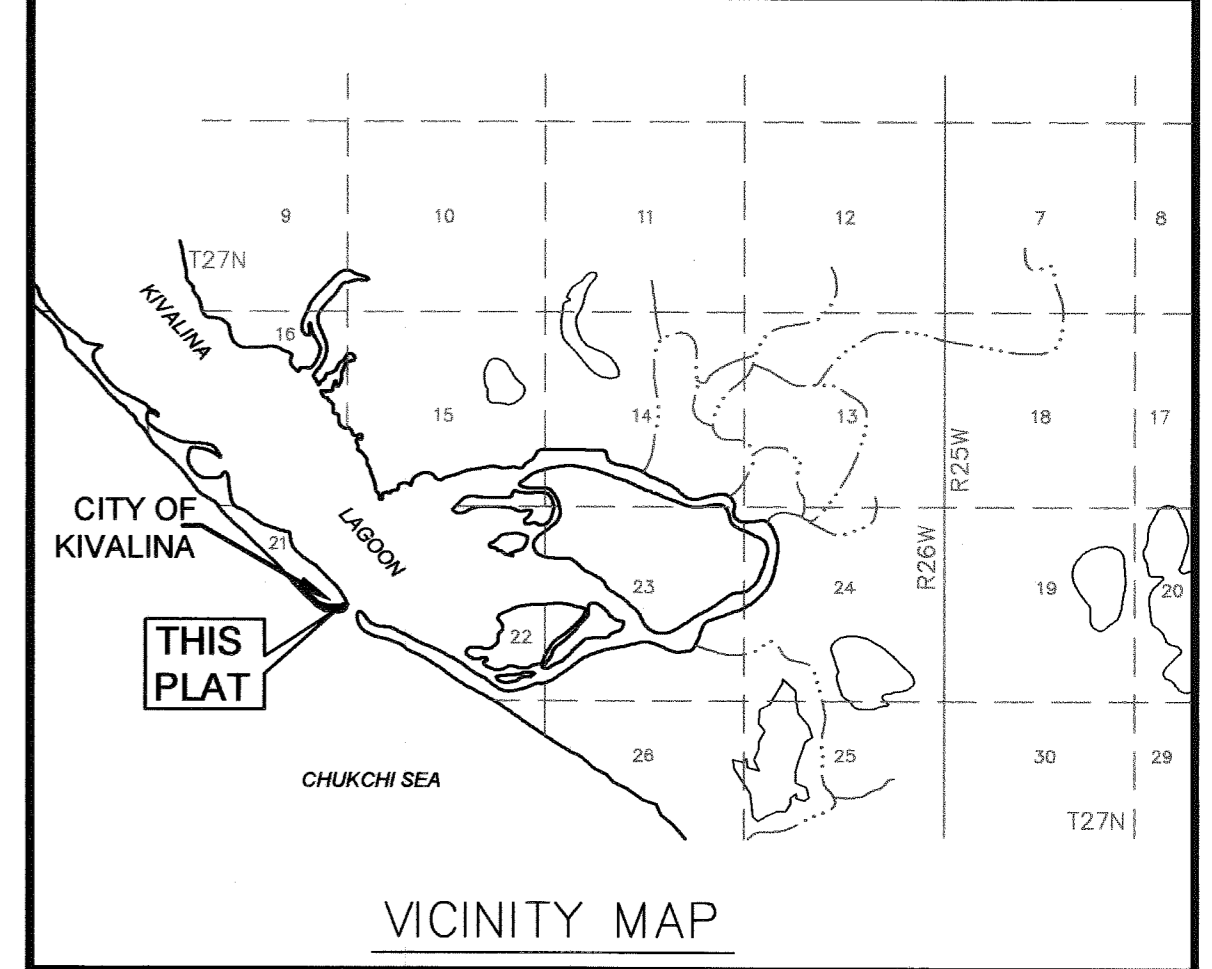 9 10 11 12 7 8
T27N
KIVALINA
16
15 14 13 18 17
R25W
CITY OF
KIVALINA
21
LAGOON
R26W
23 24 19 20
THIS
PLAT
22
26 25 30 29
CHUKCHI SEA
T27N
VICINITY MAP